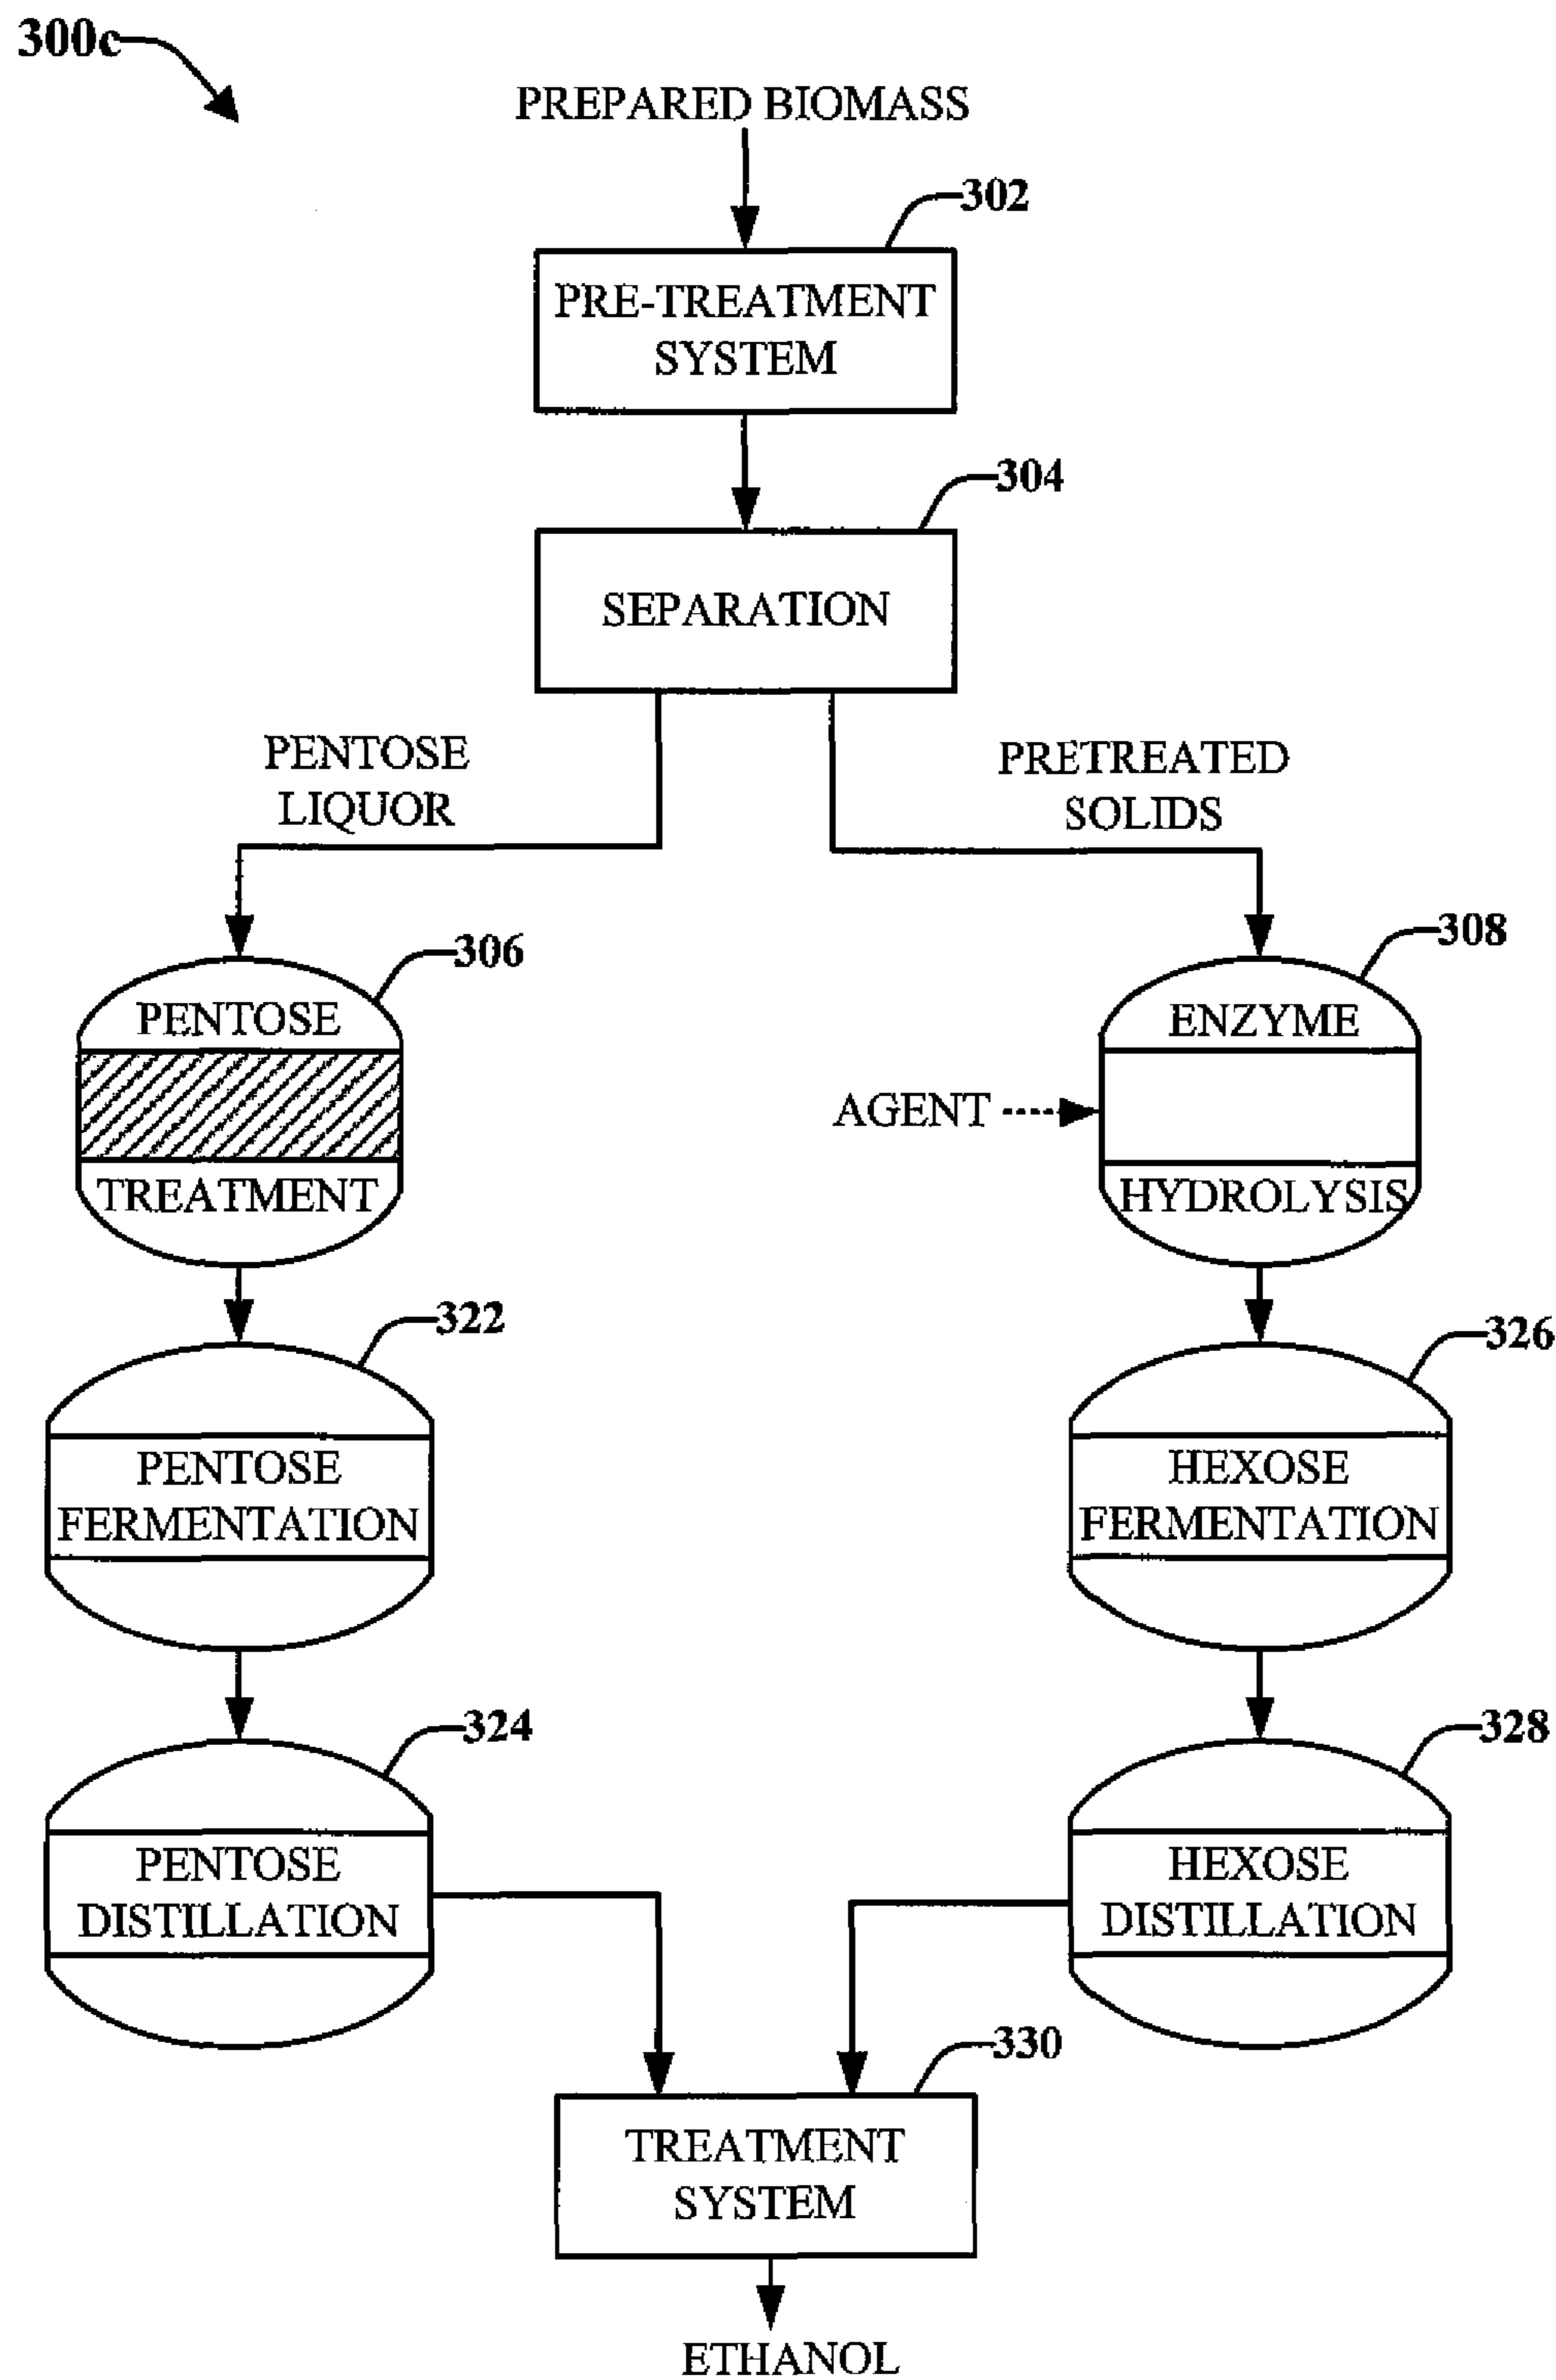 300c
PREPARED BIOMASS
302
PRE-TREATMENT
SYSTEM
304
SEPARATION
PENTOSE
LIQUOR
PRETREATED
SOLIDS
306
PENTOSE
TREATMENT
308
ENZYME
AGENT
HYDROLYSIS
322
PENTOSE
FERMENTATION
326
HEXOSE
FERMENTATION
324
PENTOSE
DISTILLATION
328
HEXOSE
DISTILLATION
330
TREATMENT
SYSTEM
ETHANOL